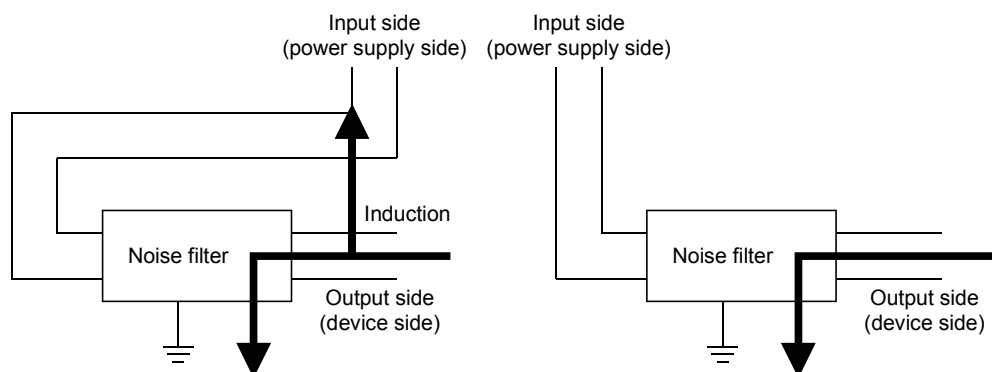 Input side
(power supply side)
Induction
Noise filter
Output side
(device side)
Input side
(power supply side)
Noise filter
Output side
(device side)